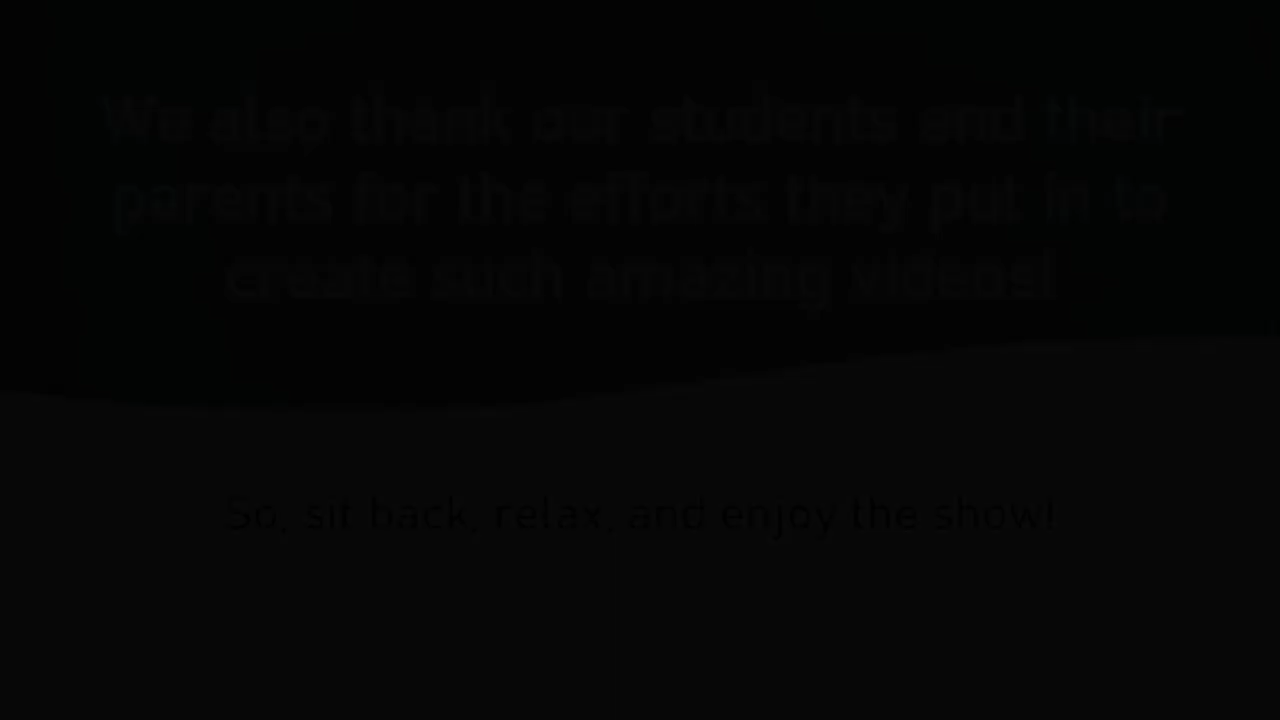 We also thank our students and their
parents for the efforts they put in to
create such amazing videos!
So, sit back, relax, and enjoy the show!